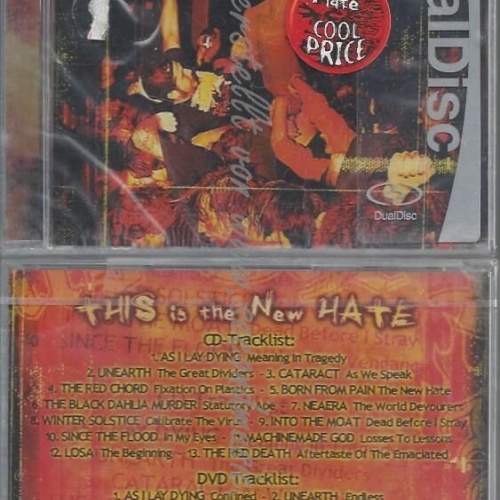 Hate
COOL
PRICE
alDisc
DualDisc
THIS is the New HATE
CD-Tracklist:
1. AS I LAY DYING Meaning In Tragedy
2. UNEARTH The Great Dividers - 3. CATARACT As We Speak
4. THE RED CHORD Fixation On Plastics - 5. BORN FROM PAIN The New Hate
6. THE BLACK DAHLIA MURDER Statutory Ape - 7. NEAERA The World Devourers
8. WINTER SOLSTICE Calibrate The Virus - 9. INTO THE MOAT Dead Before I Stray
10. SINCE THE FLOOD In My Eyes - 11. MACHINEMADE GOD Losses To Lessons
12. LOSA The Beginning - 13. THE RED DEATH Aftertaste Of The Emaciated
DVD Tracklist:
1. AS I LAY DYING Confined - 2. UNEARTH Endless